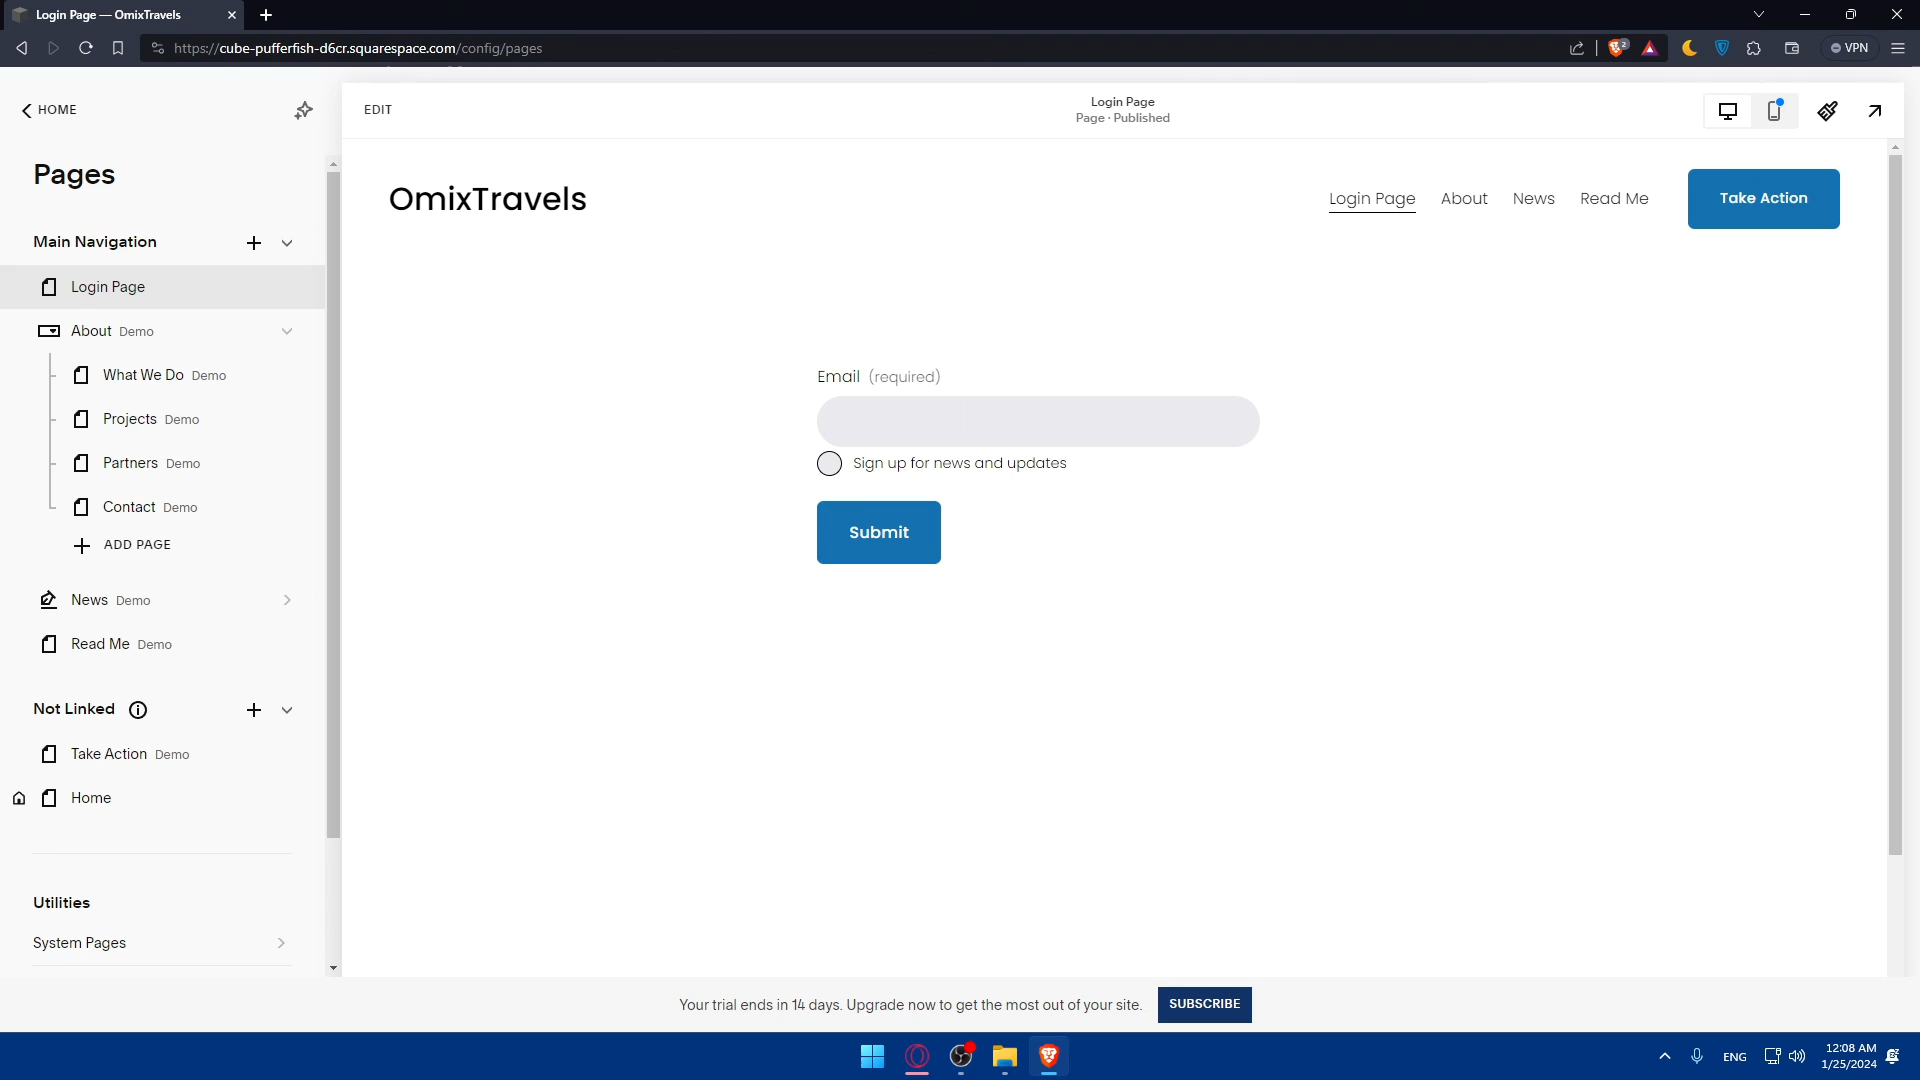 Login Page — OmixTravels
https://cube-pufferfish-d6cr.squarespace.com/config/pages
2
VPN
HOME
EDIT
Login Page
Page · Published
Pages
OmixTravels
Login Page
About
News
Read Me
Take Action
Main Navigation
Login Page
About Demo
What We Do Demo
Projects Demo
Partners Demo
Contact Demo
ADD PAGE
News Demo
Read Me Demo
Not Linked
Take Action Demo
Home
Utilities
System Pages
Email (required)
Sign up for news and updates
Submit
Your trial ends in 14 days. Upgrade now to get the most out of your site.
SUBSCRIBE
ENG
12:08 AM
1/25/2024